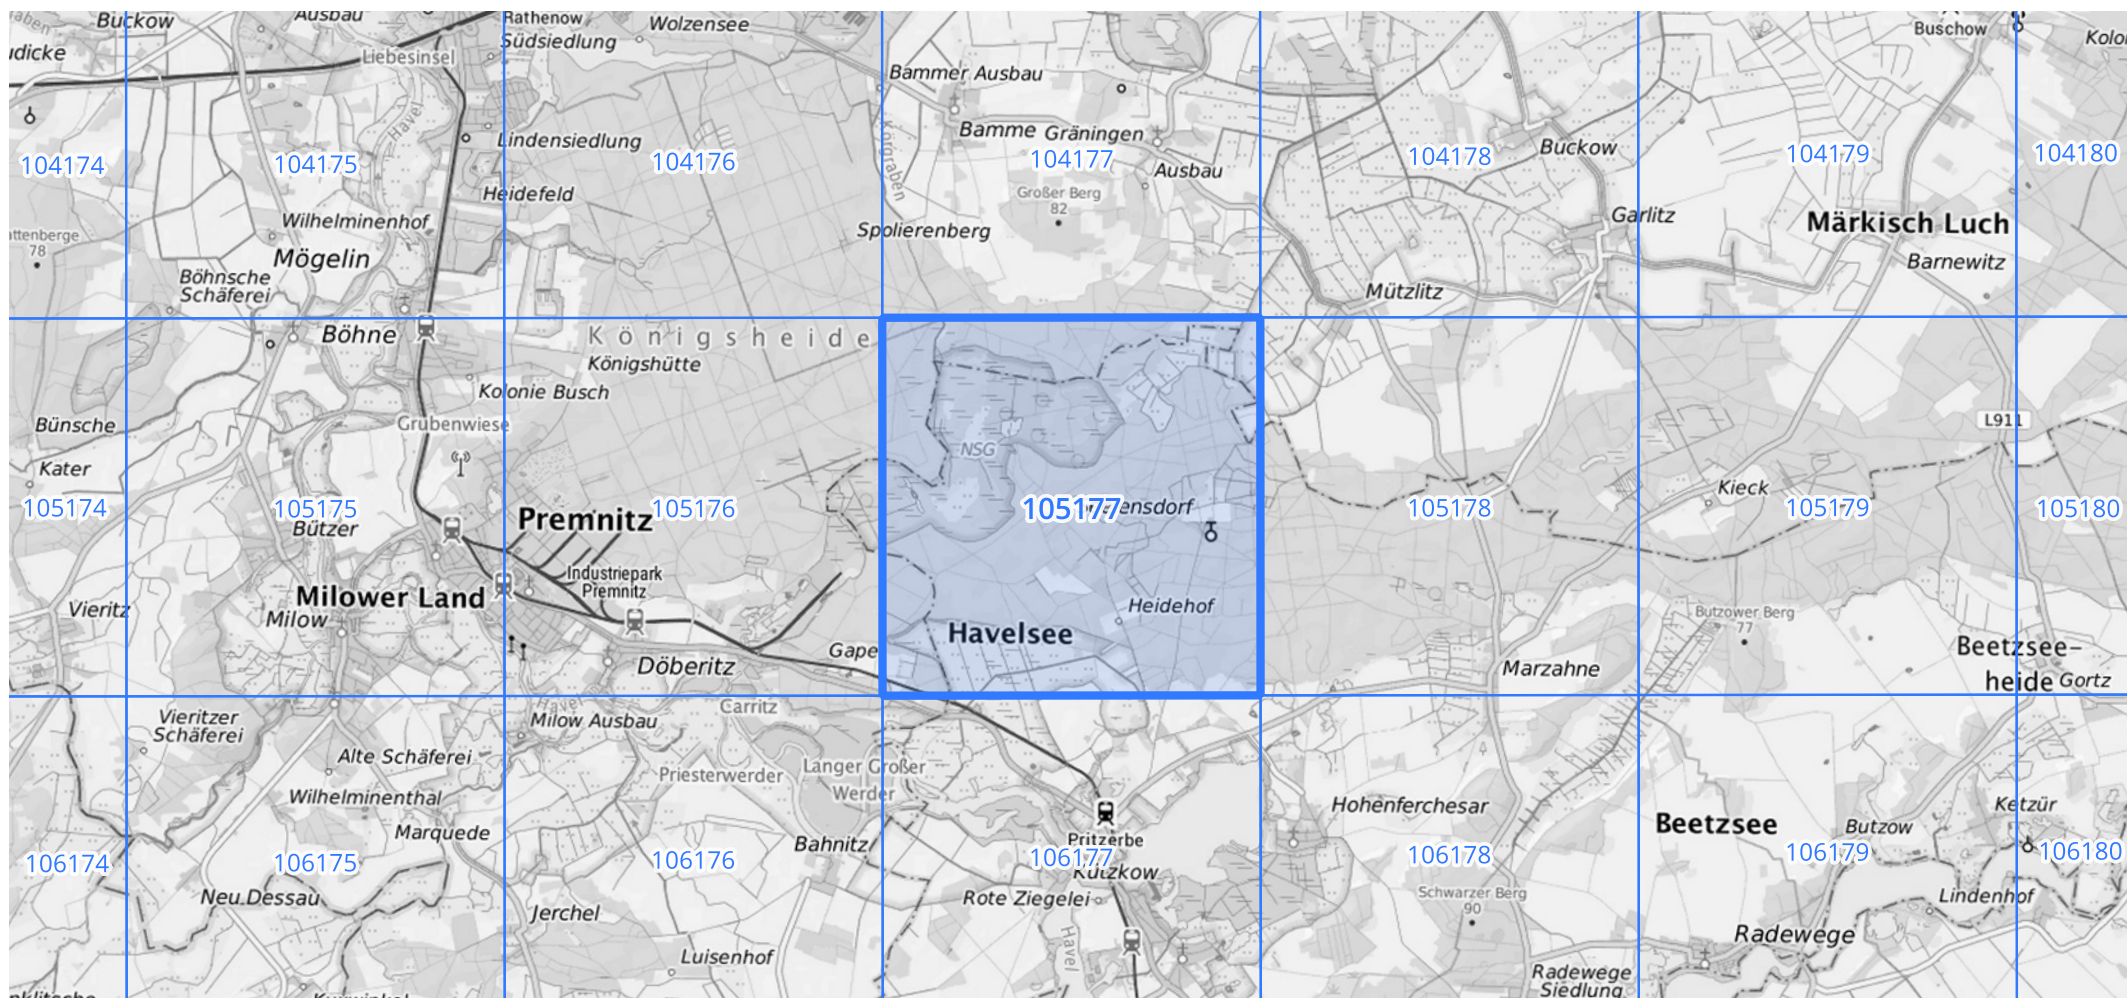 Buckow
Ausbau
Rathenow
Südsiedlung
Wolzensee
Buschow
Liebesinsel
Bammer Ausbau
Havel
Lindensiedlung
Bamme
Gräningen
Buckow
104174
104175
104176
104177
104178
104179
104180
Körgraben
Ausbau
Heidefeld
Großer Berg
82
Wilhelminenhof
Spolierenberg
Garlitz
Märkisch Luch
78
Mögelin
Barnewitz
Böhnsche
Schäferei
Mützlitz
Böhne
Königsheide
Königshütte
Kolonie Busch
Bünsche
Grubenwiese
L911
NSG
Kater
Kieck
105174
105175
105176
105177
105178
105179
105180
Bützer
Premnitz
Industriepark
Premnitz
Milower Land
Vieritz
Milow
Heidehof
Butzower Berg
77
Havelsee
Beetzsee-
heide
Gortz
Döberitz
Marzahne
Vieritzer
Schäferei
Milow Ausbau
Carritz
Alte Schäferei
Priesterwerder
Langer Großer
Werder
Wilhelminenthal
Hohenferchesar
Ketzür
Marquede
Bahnitz
Pritzerbe
Beetzsee
Butzow
106174
106175
106176
106177
106178
106179
106180
Kützkow
Neu Dessau
Jerchel
Rote Ziegelei
Schwarzer Berg
90
Lindenhof
Havel
Radewege
Luisenhof
Radewege
Siedlung